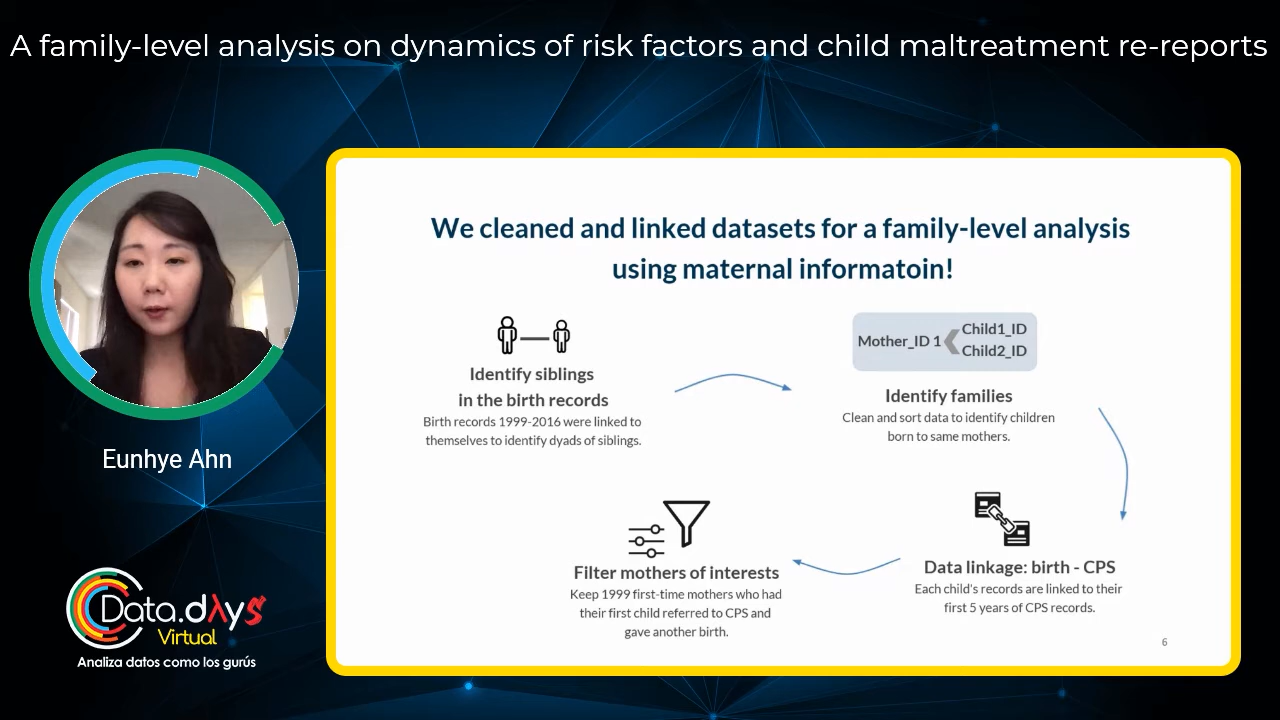 A family-level analysis on dynamics of risk factors and child maltreatment re-reports
Eunhye Ahn
Data.dAys
Virtual
Analiza datos como los gurús
We cleaned and linked datasets for a family-level analysis
using maternal informatoin!
Identify siblings
in the birth records
Birth records 1999-2016 were linked to
themselves to identify dyads of siblings.
Mother_ID 1
Child1_ID
Child2_ID
Identify families
Clean and sort data to identify children
born to same mothers.
Data linkage: birth - CPS
Each child's records are linked to their
first 5 years of CPS records.
Filter mothers of interests
Keep 1999 first-time mothers who had
their first child referred to CPS and
gave another birth.
6